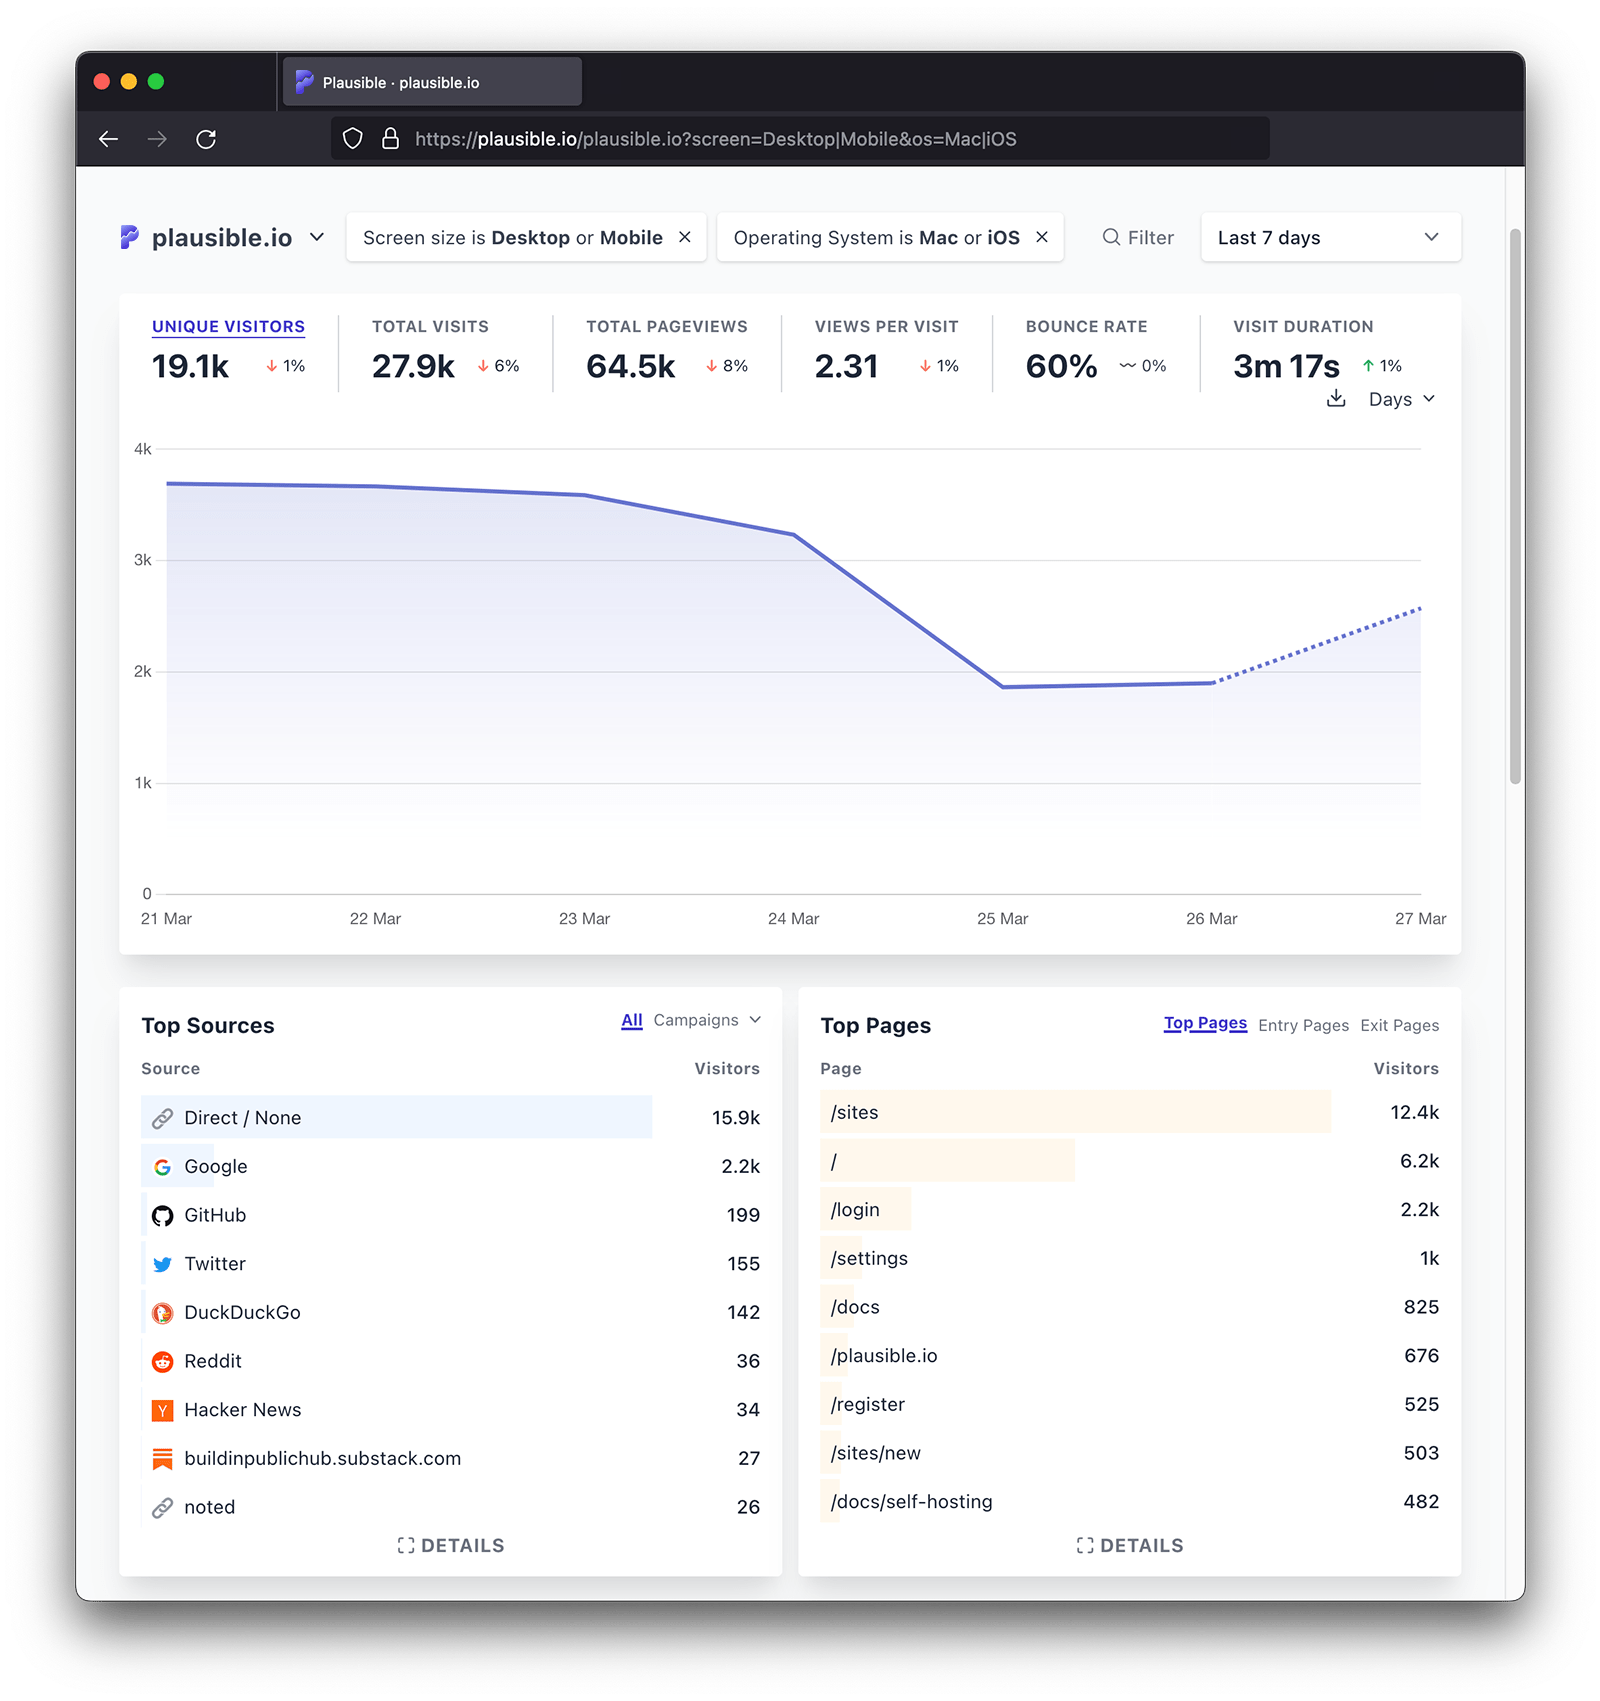 Plausible · plausible.io
https://plausible.io/plausible.io?screen=Desktop|Mobile&os=Mac|iOS
plausible.io
Screen size is Desktop or Mobile
Operating System is Mac or iOS
Filter
Last 7 days
UNIQUE VISITORS
19.1k 1%
TOTAL VISITS
27.9k 6%
TOTAL PAGEVIEWS
64.5k 8%
VIEWS PER VISIT
2.31 1%
BOUNCE RATE
60% 0%
VISIT DURATION
3m 17s 1%
Days
4k
3k
2k
1k
0
21 Mar 22 Mar 23 Mar 24 Mar 25 Mar 26 Mar 27 Mar
Top Sources
All Campaigns
Source Visitors
Direct / None 15.9k
Google 2.2k
GitHub 199
Twitter 155
DuckDuckGo 142
Reddit 36
Hacker News 34
buildinpublichub.substack.com 27
noted 26
DETAILS
Top Pages
Top Pages Entry Pages Exit Pages
Page Visitors
/sites 12.4k
/ 6.2k
/login 2.2k
/settings 1k
/docs 825
/plausible.io 676
/register 525
/sites/new 503
/docs/self-hosting 482
DETAILS